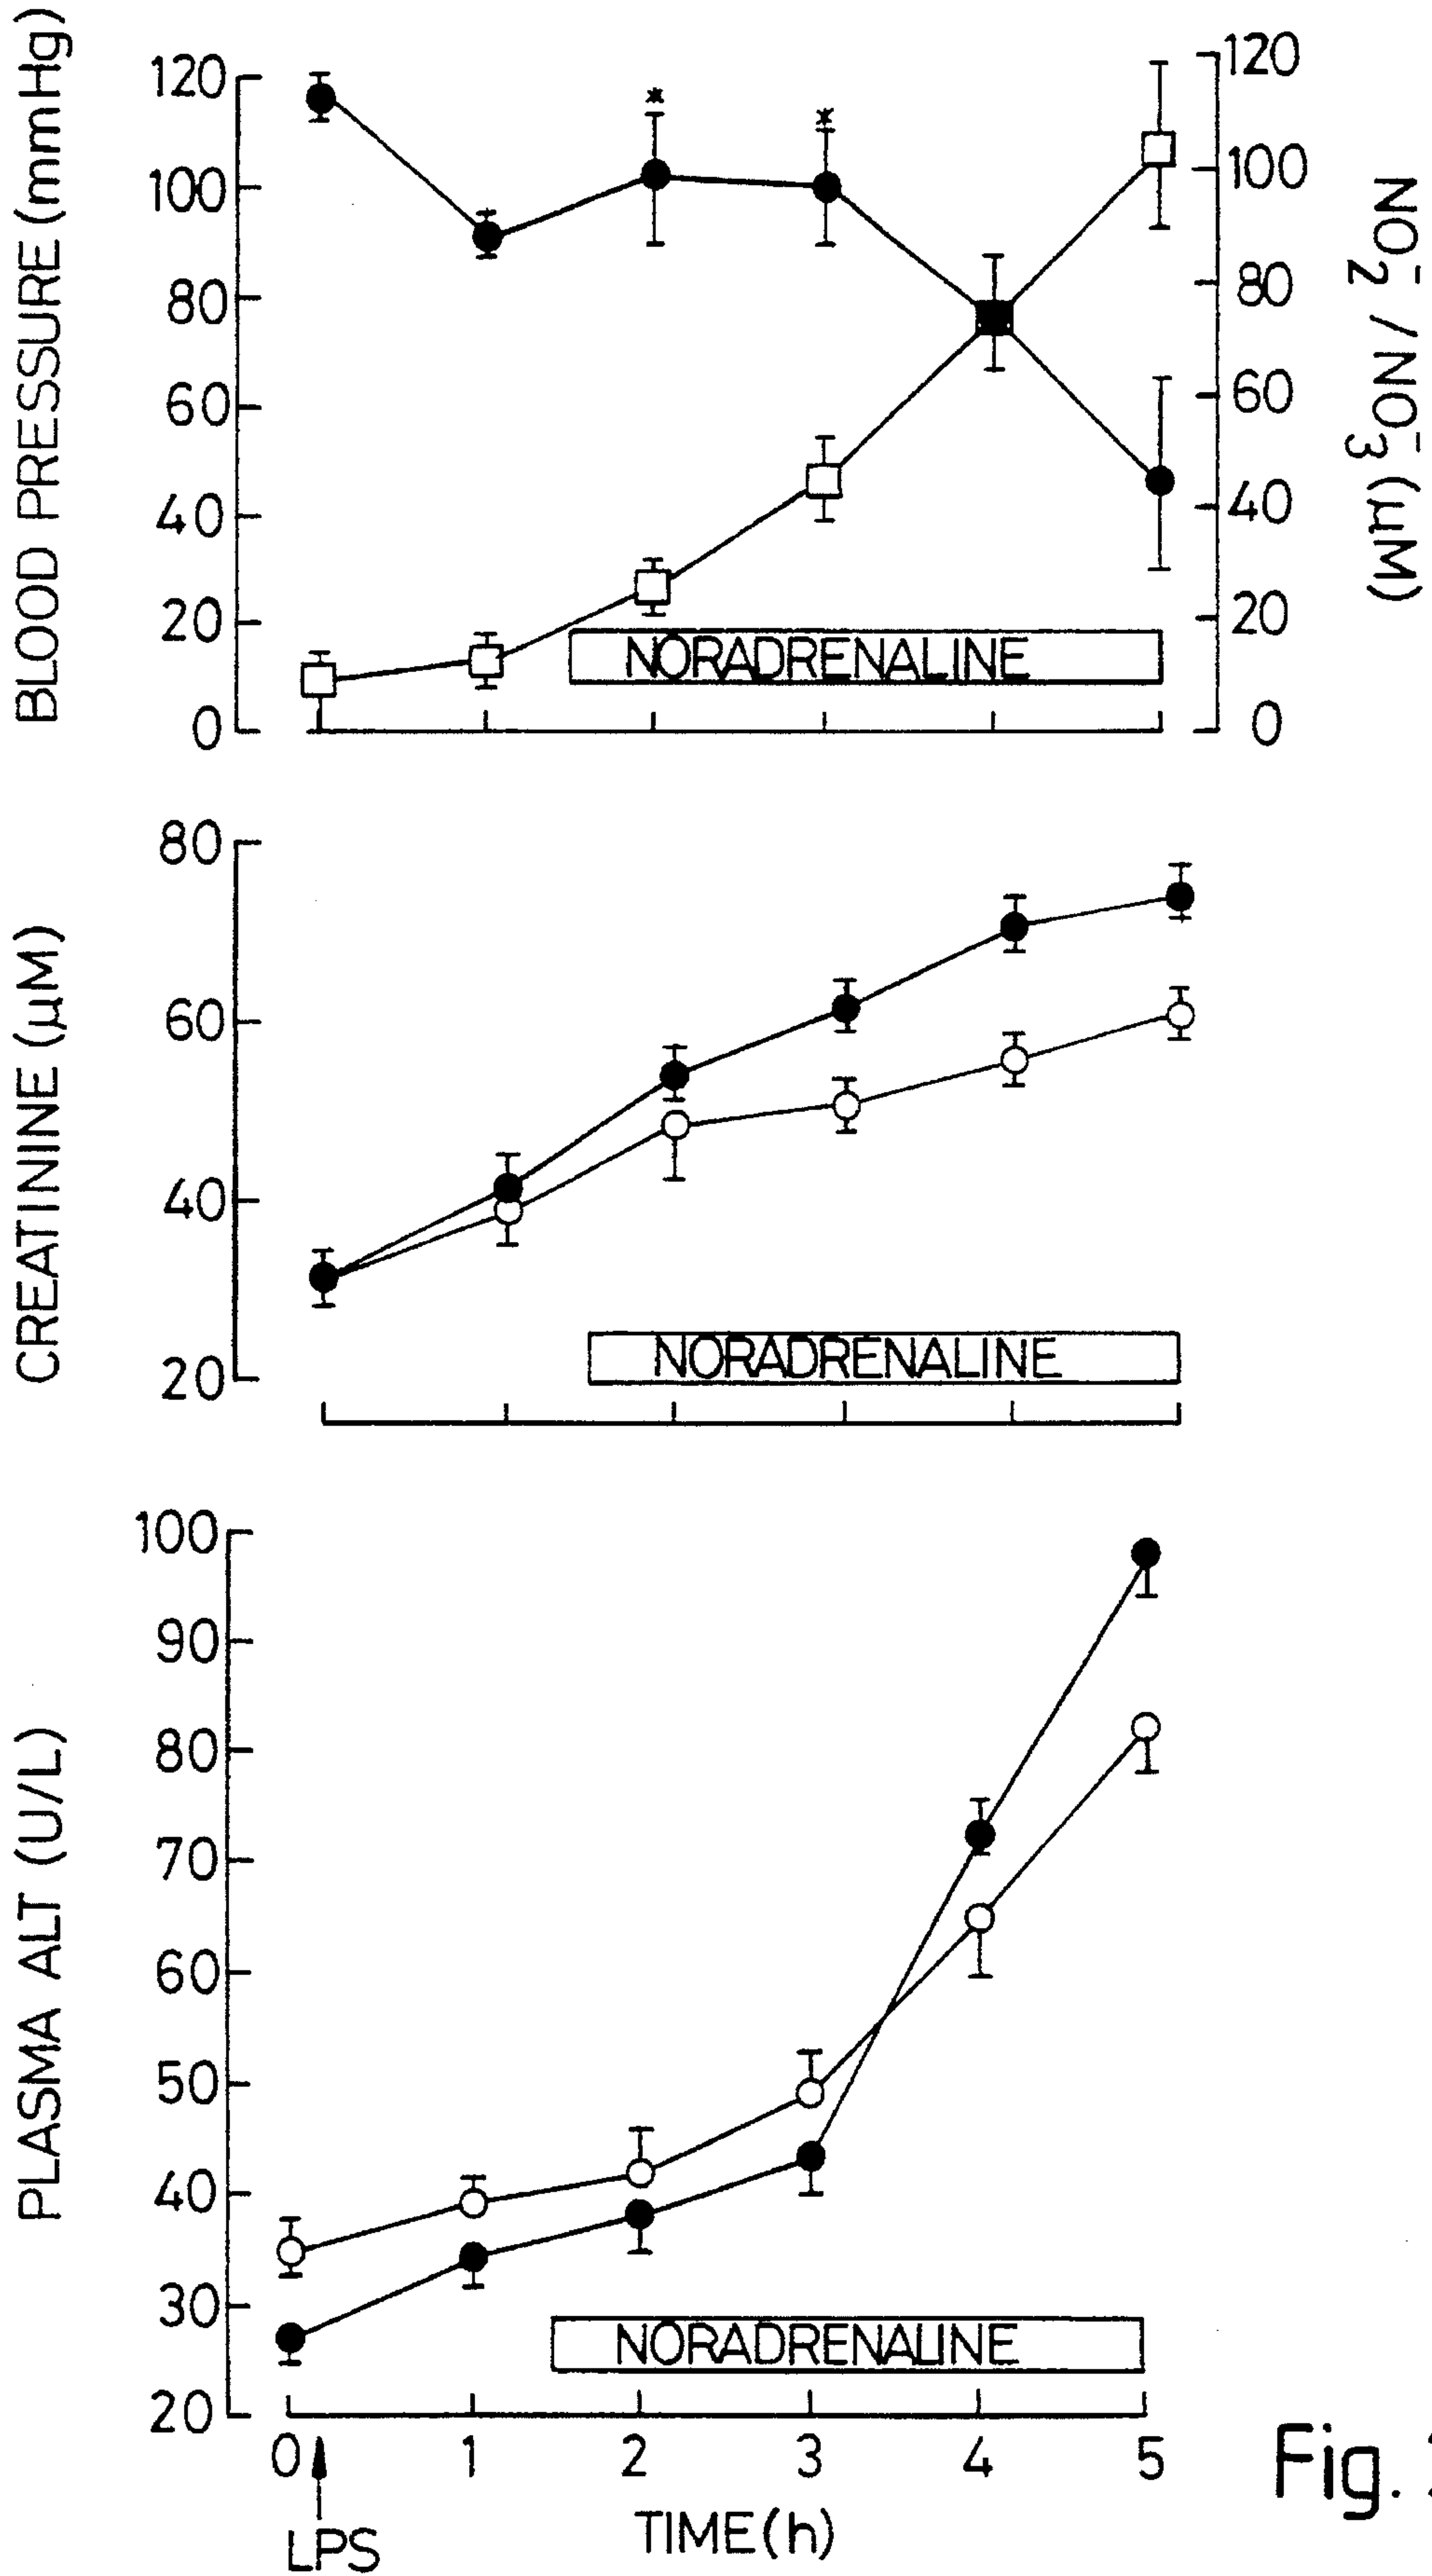 BLOOD PRESSURE (mmHg)
120
100
80
60
40
20
0
*
*
NORADRENALINE
120
100
80
60
40
20
0
NO₂⁻ / NO₃⁻ (μM)
CREATININE (μM)
80
60
40
20
NORADRENALINE
PLASMA ALT (U/L)
100
90
80
70
60
50
40
30
20
NORADRENALINE
0 1 2 3 4 5
LPS
TIME (h)
Fig.